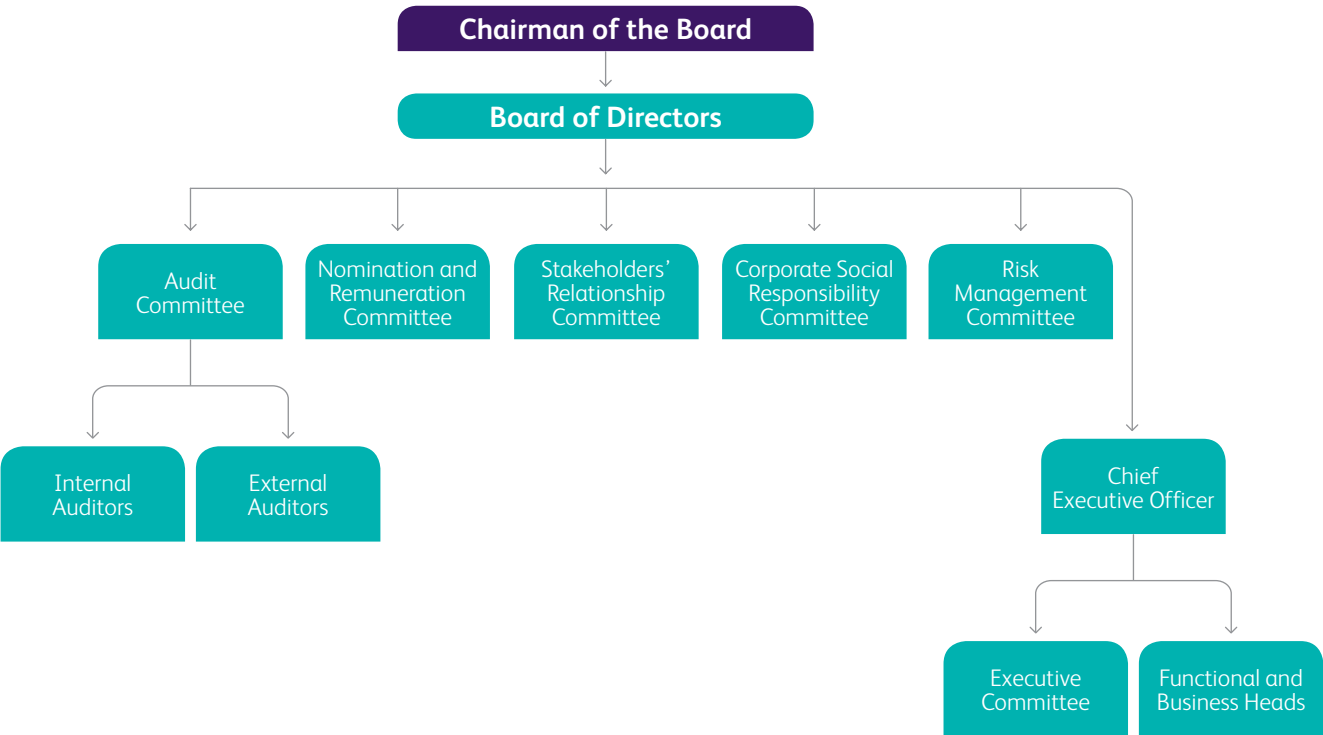 Chairman of the Board
Board of Directors
Audit
Committee
Nomination and
Remuneration
Committee
Stakeholders’
Relationship
Committee
Corporate Social
Responsibility
Committee
Risk
Management
Committee
Internal
Auditors
External
Auditors
Chief
Executive Officer
Executive
Committee
Functional and
Business Heads